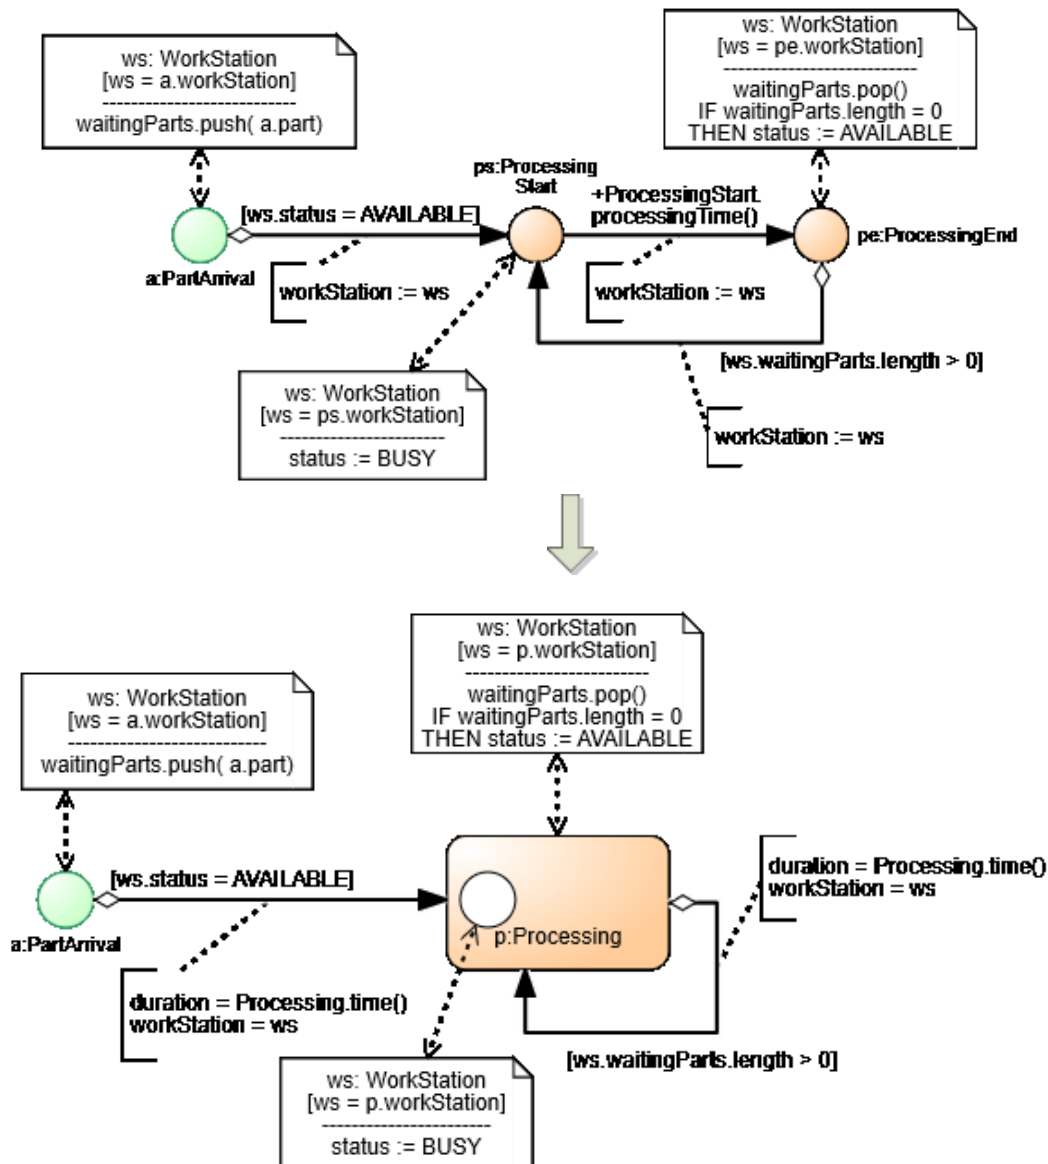 ws: WorkStation
[ws = a.workStation]
----------------------------
waitingParts.push( a.part)
ws: WorkStation
[ws = pe.workStation]
----------------------------
waitingParts.pop()
IF waitingParts.length = 0
THEN status := AVAILABLE
ps:Processing
Start
[ws.status = AVAILABLE]
+ProcessingStart.
processingTime()
a:PartArrival
pe:ProcessingEnd
workStation := ws
workStation := ws
[ws.waitingParts.length > 0]
ws: WorkStation
[ws = ps.workStation]
------------------------
status := BUSY
workStation := ws
ws: WorkStation
[ws = p.workStation]
---------------------------
waitingParts.pop()
IF waitingParts.length = 0
THEN status := AVAILABLE
ws: WorkStation
[ws = a.workStation]
-----------------------------
waitingParts.push( a.part)
[ws.status = AVAILABLE]
duration = Processing.time()
workStation = ws
a:PartArrival
p:Processing
duration = Processing.time()
workStation = ws
[ws.waitingParts.length > 0]
ws: WorkStation
[ws = p.workStation]
------------------------
status := BUSY